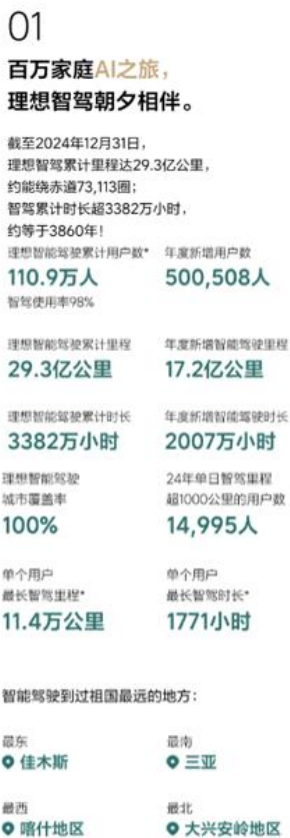 01
百万家庭AI之旅，
理想智驾朝夕相伴。
截至2024年12月31日，
理想智驾累计里程达29.3亿公里，
约能绕赤道73,113圈；
智驾累计时长超3382万小时，
约等于3860年！
理想智能驾驶累计用户数* 年度新增用户数
110.9万人 500,508人
智驾使用率98%
理想智能驾驶累计里程 年度新增智能驾驶里程
29.3亿公里 17.2亿公里
理想智能驾驶累计时长 年度新增智能驾驶时长
3382万小时 2007万小时
理想智能驾驶 24年单日智驾里程
城市覆盖率 超1000公里的用户数
100% 14,995人
单个用户 单个用户
最长智驾里程* 最长智驾时长*
11.4万公里 1771小时
智能驾驶到过祖国最远的地方：
最东 最南
佳木斯 三亚
最西 最北
喀什地区 大兴安岭地区